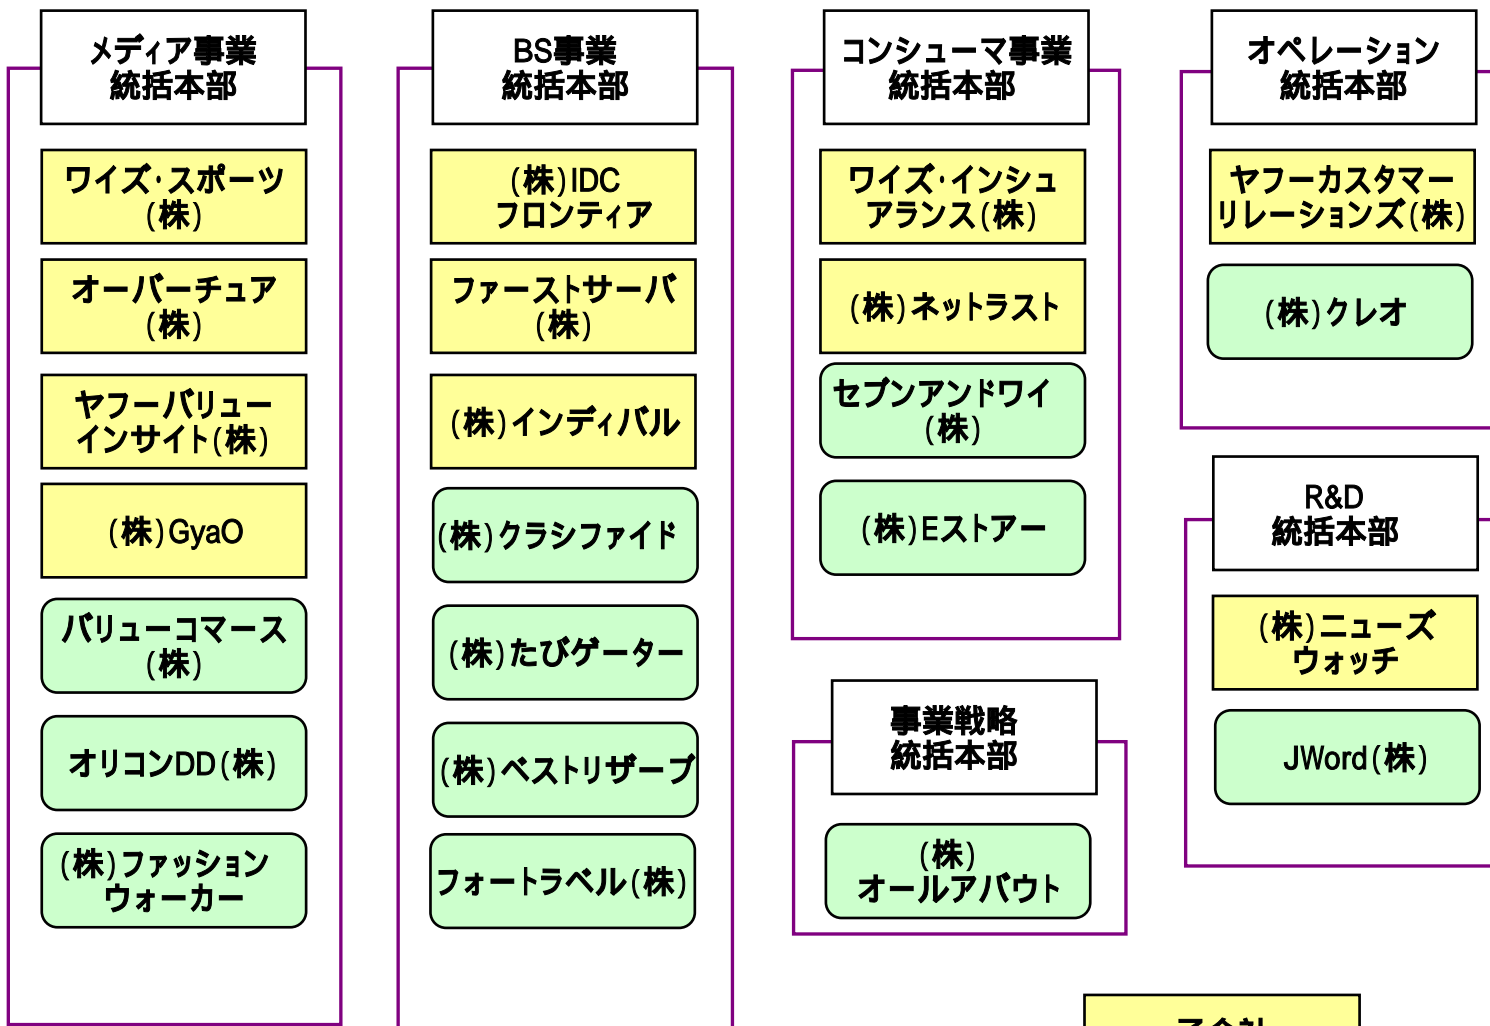 メディア事業
統括本部
ワイズ・スポーツ
(株)
オーバーチュア
(株)
ヤフーバリュー
インサイト(株)
(株)GyaO
バリューコマース
(株)
オリコンDD(株)
(株)ファッション
ウォーカー
BS事業
統括本部
(株)IDC
フロンティア
ファーストサーバ
(株)
(株)インディバル
(株)クラシファイド
(株)たびゲーター
(株)ベストリザーブ
フォートラベル(株)
コンシューマ事業
統括本部
ワイズ・インシュ
アランス(株)
(株)ネットラスト
セブンアンドワイ
(株)
(株)Eストアー
事業戦略
統括本部
(株)
オールアバウト
オペレーション
統括本部
ヤフーカスタマー
リレーションズ(株)
(株)クレオ
R&D
統括本部
(株)ニューズ
ウォッチ
JWord(株)
子会社